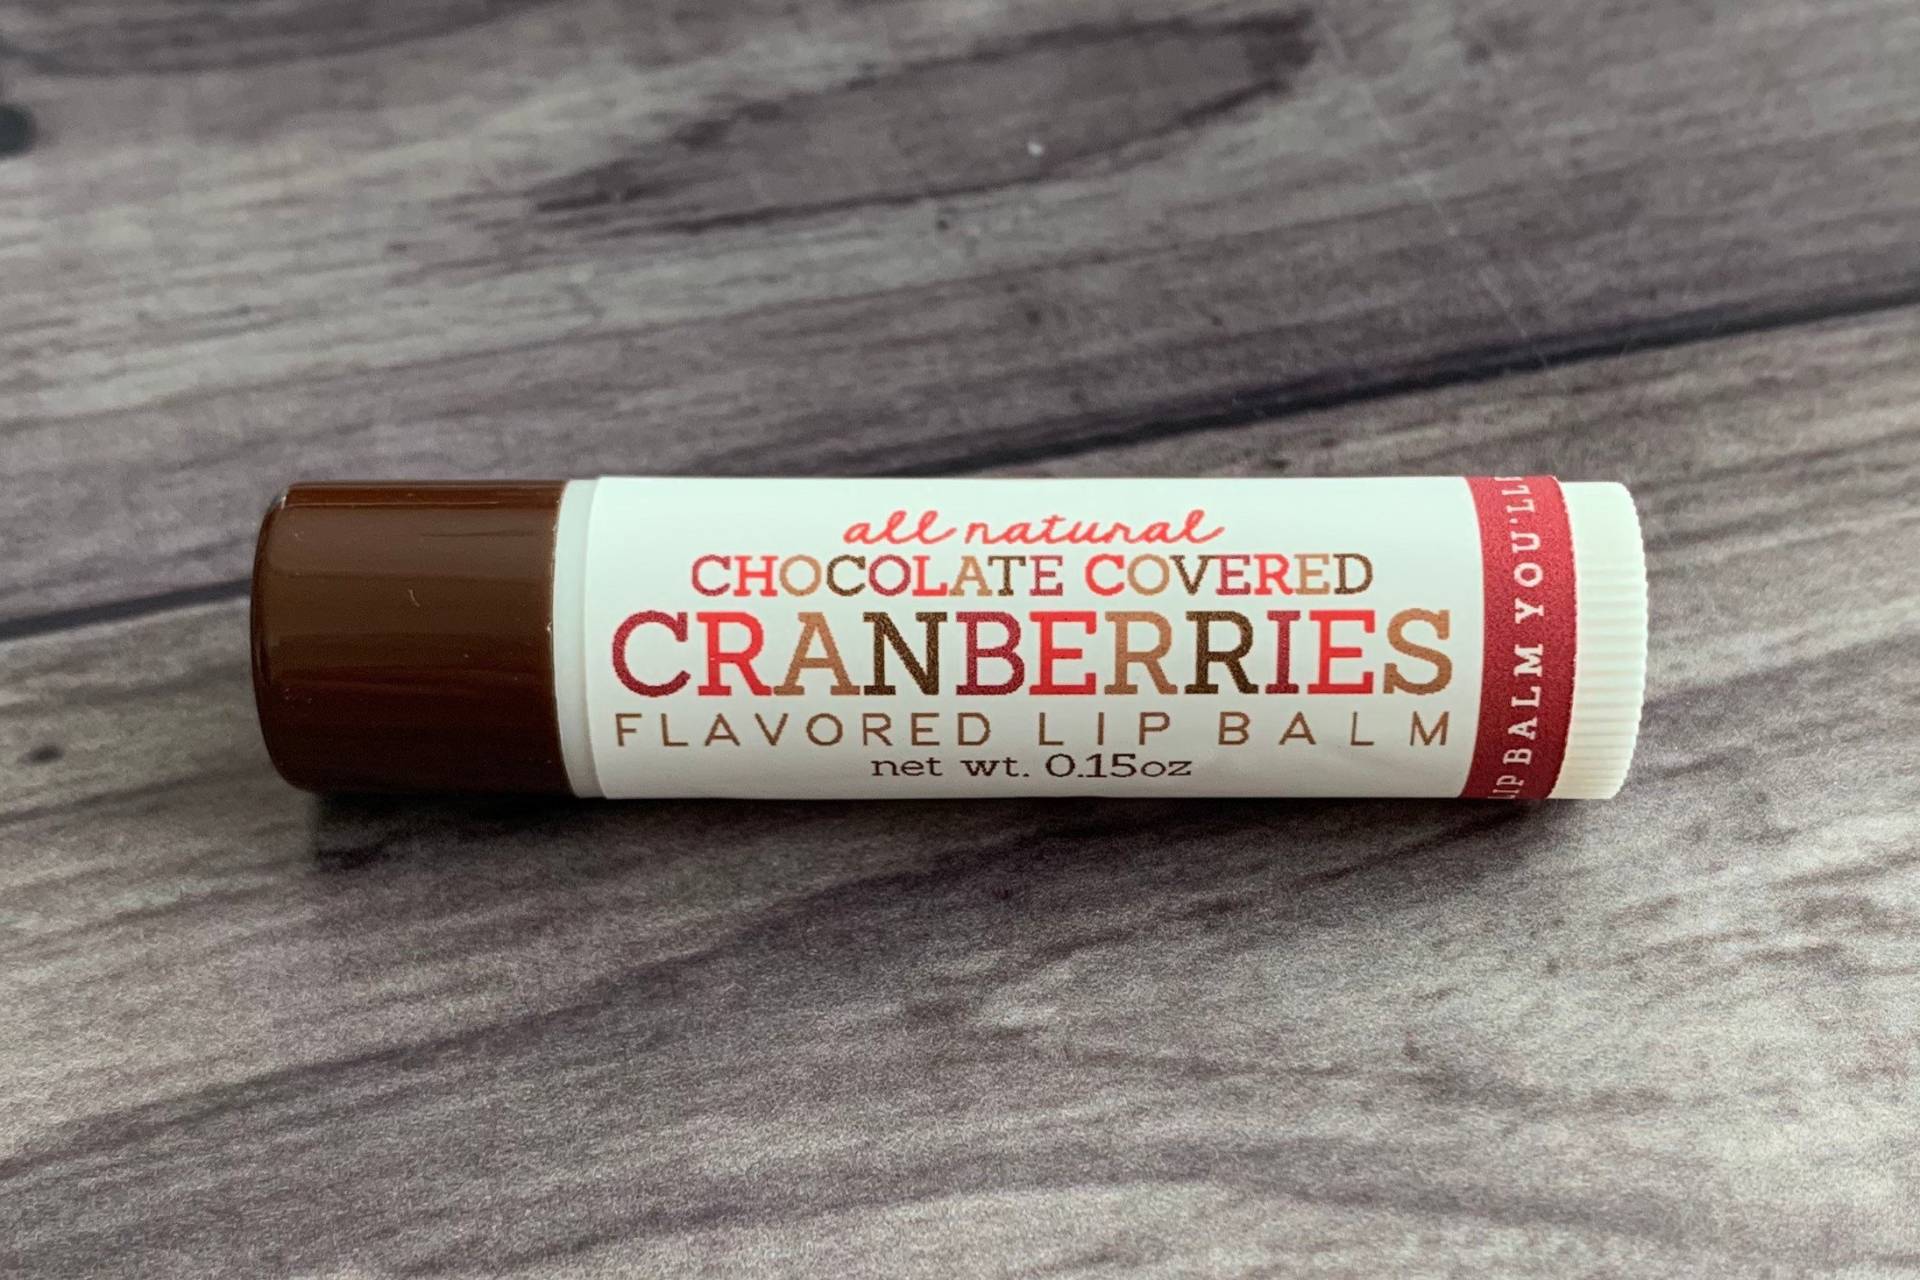 all natural
CHOCOLATE COVERED
CRANBERRIES
FLAVORED LIP BALM
net wt. 0.15oz
LIP BALM YOU'LL